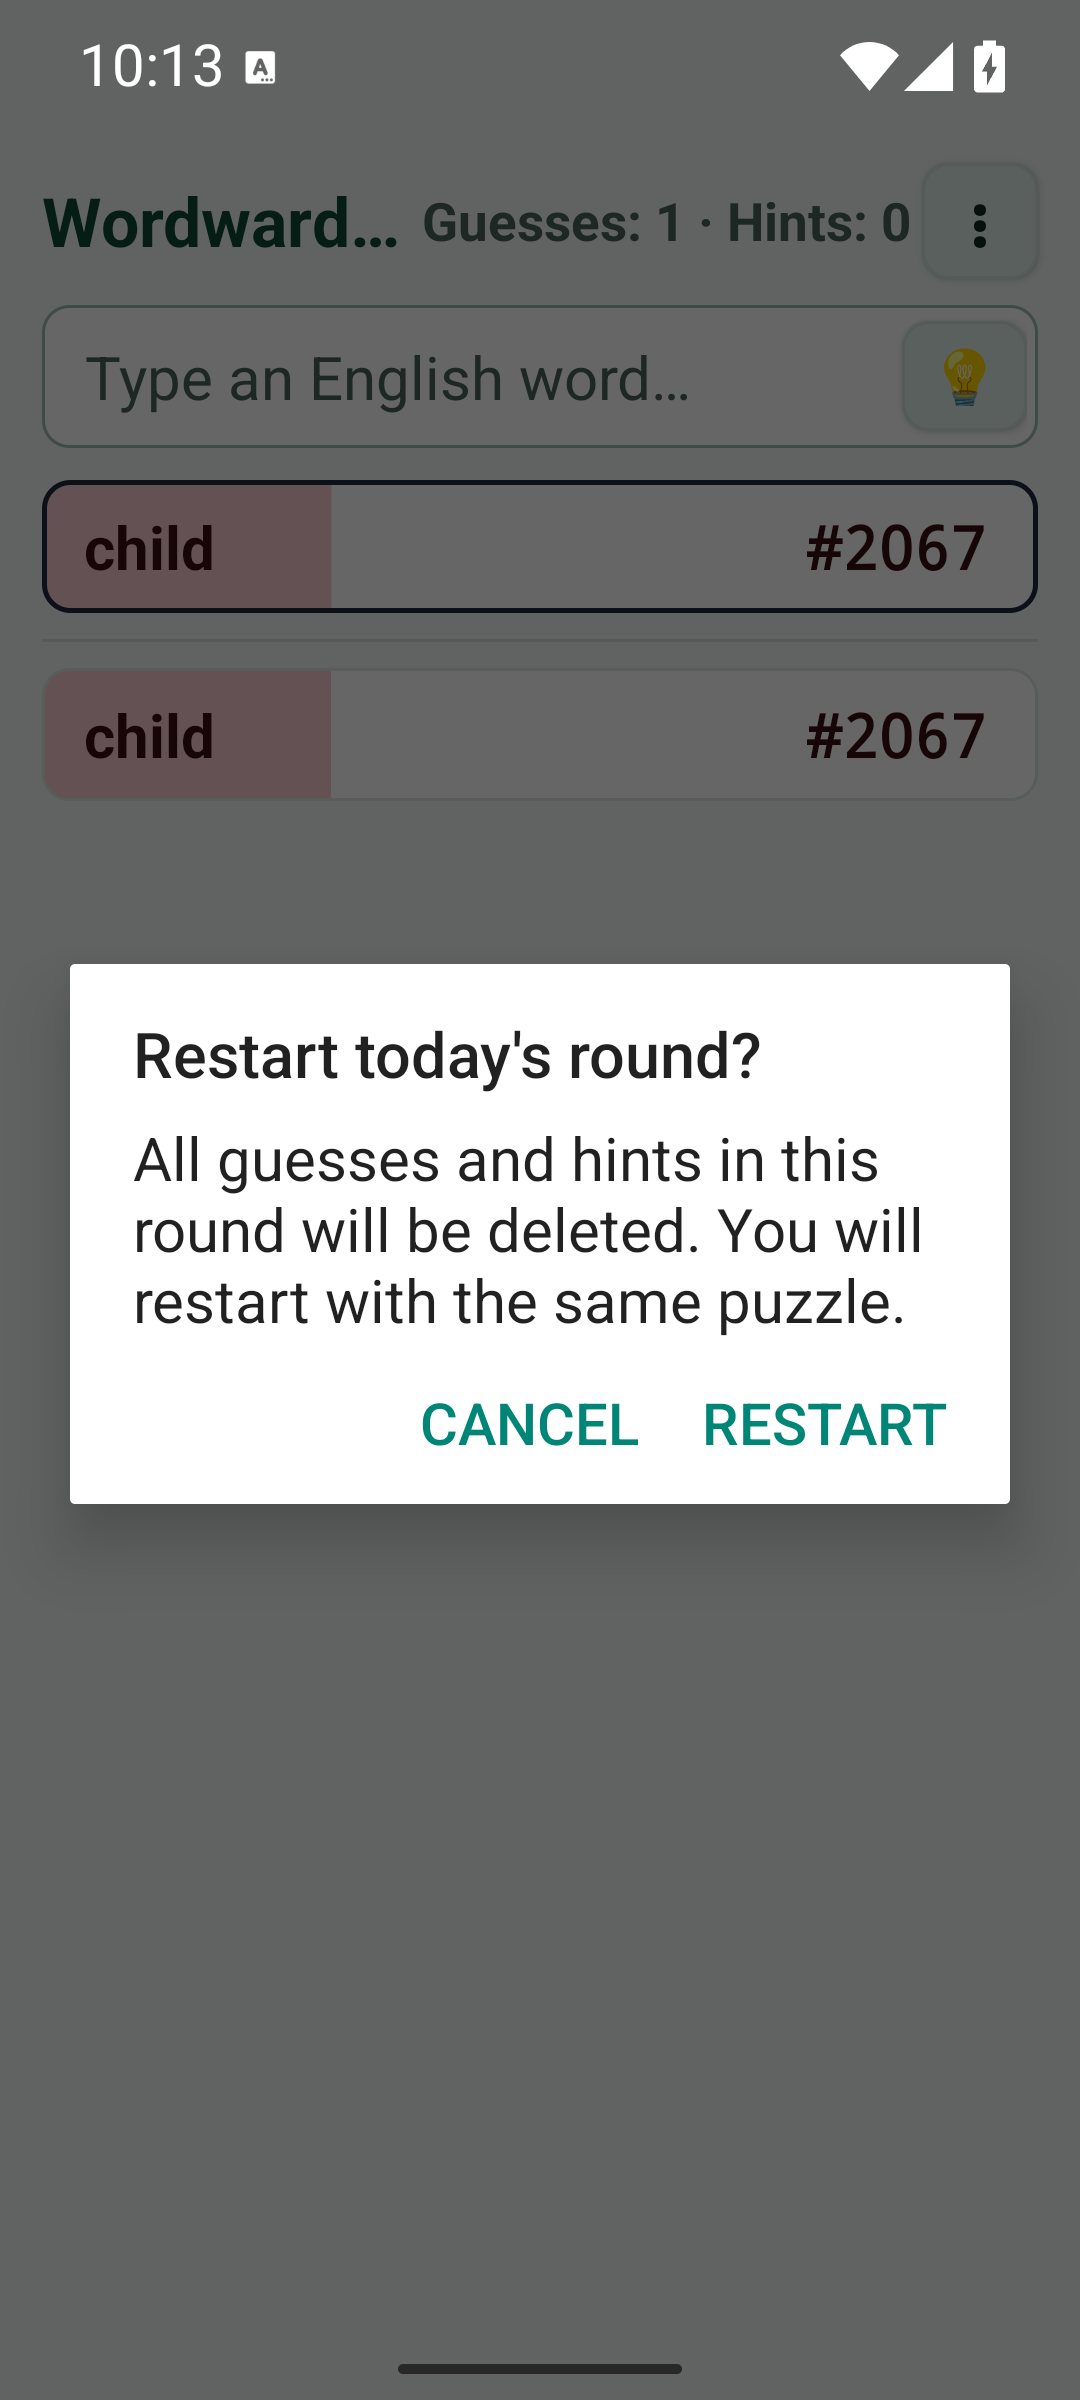 10:13
Wordward… Guesses: 1 · Hints: 0
Type an English word…
child #2067
child #2067
Restart today's round?
All guesses and hints in this
round will be deleted. You will
restart with the same puzzle.
CANCEL RESTART